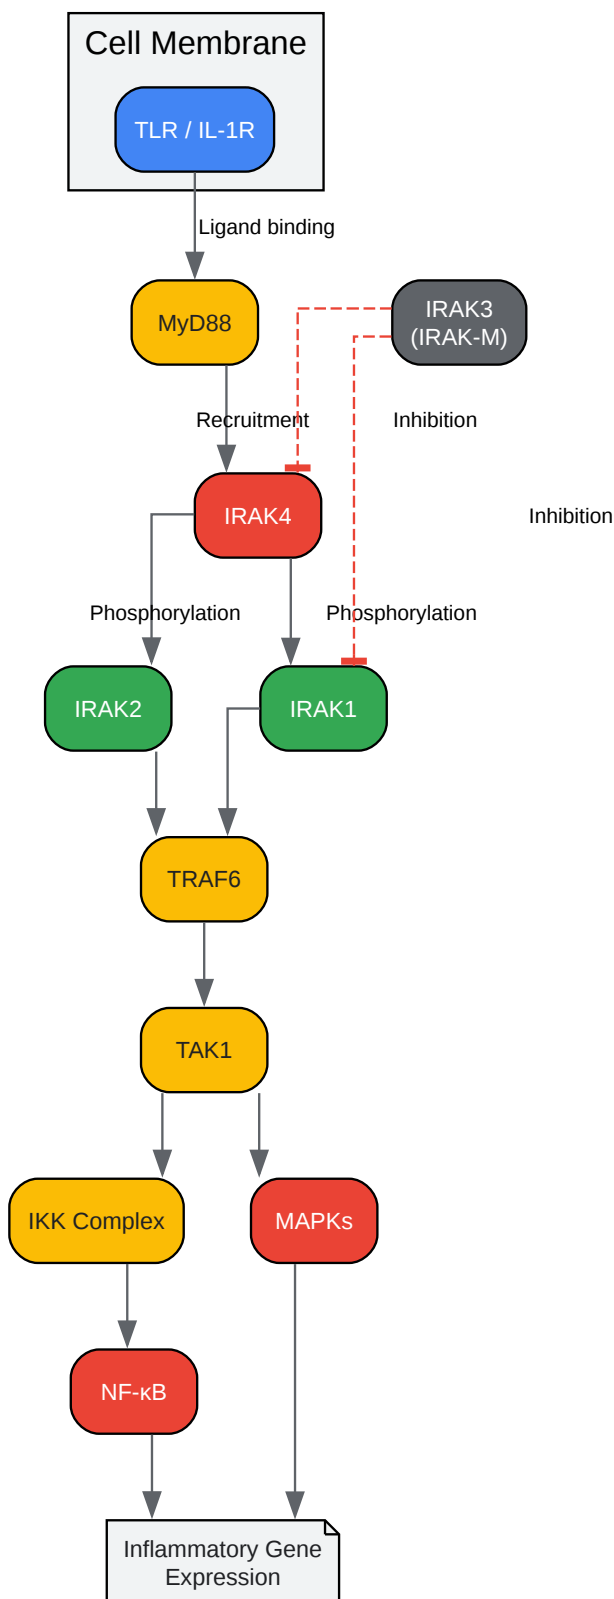 Cell Membrane
TLR / IL-1R
Ligand binding
MyD88
IRAK3
(IRAK-M)
Recruitment
Inhibition
IRAK4
Inhibition
Phosphorylation
Phosphorylation
IRAK2
IRAK1
TRAF6
TAK1
IKK Complex
MAPKs
NF-κB
Inflammatory Gene
Expression